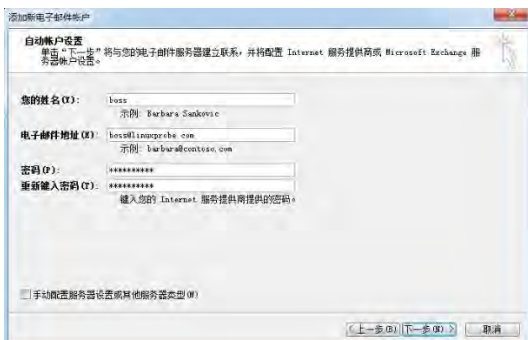 添加新电子邮件帐户
自动帐户设置
单击“下一步”将与您的电子邮件服务器建立联系，并将配置 Internet 服务提供商或 Microsoft Exchange 服
务器帐户设置。
您的姓名(Y): boss
示例: Barbara Sankovic
电子邮件地址(E): boss@linuxprobe.com
示例: barbara@contoso.com
密码(P): **********
重新键入密码(T): **********
键入您的 Internet 服务提供商提供的密码。
手动配置服务器设置或其他服务器类型(M)
<上一步(B) 下一步(N)> 取消